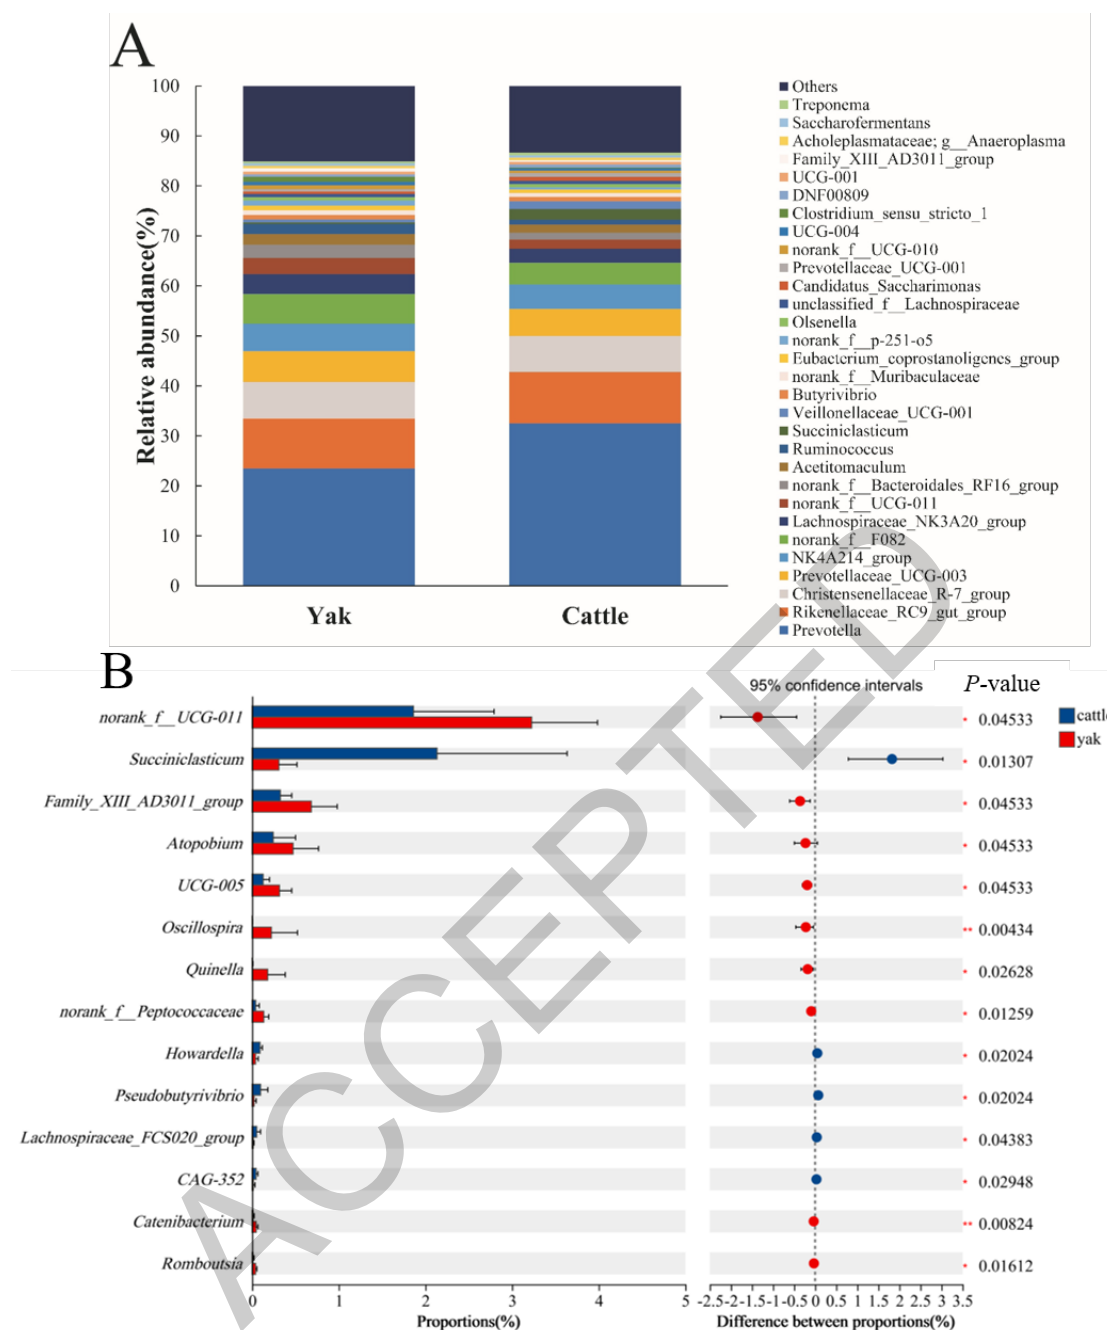 A
Relative abundance(%)
100
90
80
70
60
50
40
30
20
10
0
Yak
Cattle
Others
Treponema
Saccharofermentans
Acholeplasmataceae; g__Anaeroplasma
Family_XIII_AD3011_group
UCG-001
DNF00809
Clostridium_sensu_stricto_1
UCG-004
norank_f__UCG-010
Prevotellaceae_UCG-001
Candidatus_Saccharimonas
unclassified_f__Lachnospiraceae
Olsenella
norank_f__p-251-o5
Eubacterium_coprostanoligenes_group
norank_f__Muribaculaceae
Butyrivibrio
Veillonellaceae_UCG-001
Succiniclasticum
Ruminococcus
Acetitomaculum
norank_f__Bacteroidales_RF16_group
norank_f__UCG-011
Lachnospiraceae_NK3A20_group
norank_f__F082
NK4A214_group
Prevotellaceae_UCG-003
Christensenellaceae_R-7_group
Rikenellaceae_RC9_gut_group
Prevotella
B
95% confidence intervals
P-value
cattl
yak
norank_f__UCG-011 * 0.04533
Succiniclasticum * 0.01307
Family_XIII_AD3011_group * 0.04533
Atopobium * 0.04533
UCG-005 * 0.04533
Oscillospira ** 0.00434
Quinella * 0.02628
norank_f__Peptococcaceae * 0.01259
Howardella * 0.02024
Pseudobutyrivibrio * 0.02024
Lachnospiraceae_FCS020_group * 0.04383
CAG-352 * 0.02948
Catenibacterium ** 0.00824
Romboutsia * 0.01612
0 1 2 3 4 5
-2.5 -2 -1.5 -1 -0.5 0 0.5 1 1.5 2 2.5 3 3.5
Proportions(%)
Difference between proportions(%)
ACCEPTED